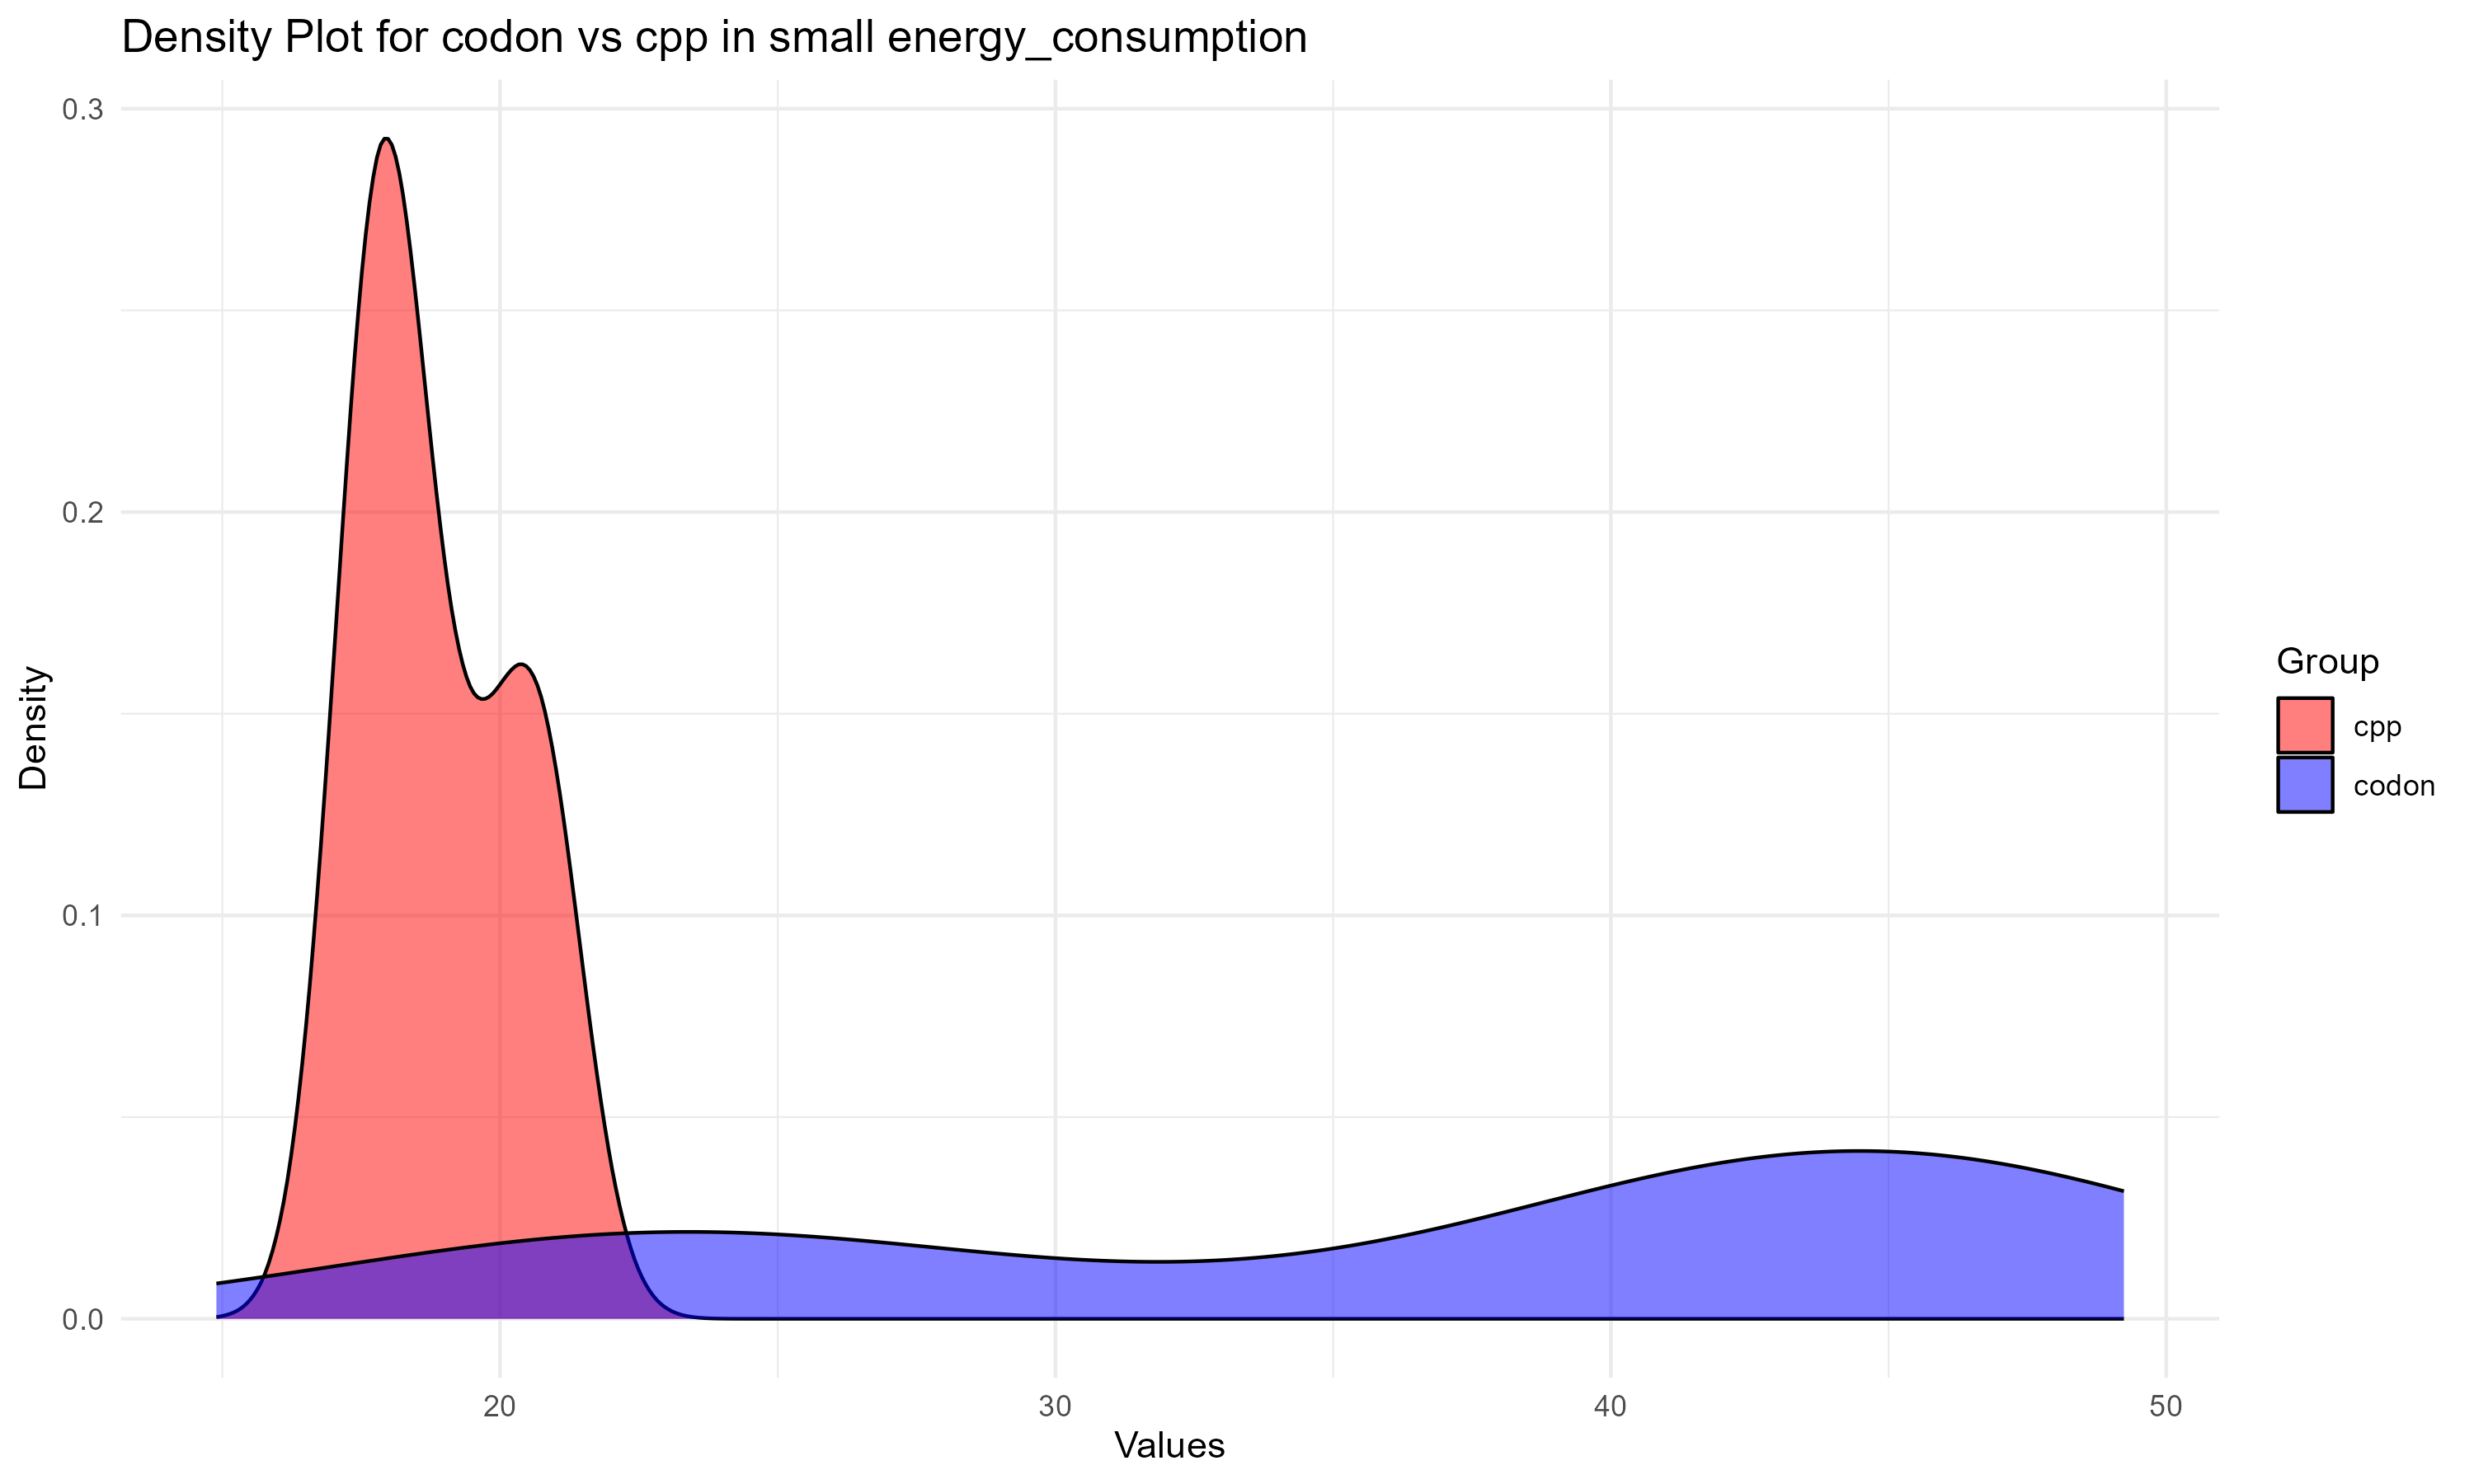 Density Plot for codon vs cpp in small energy_consumption
0.3
0.2
0.1
0.0
Density
20
30
40
50
Values
Group
cpp
codon